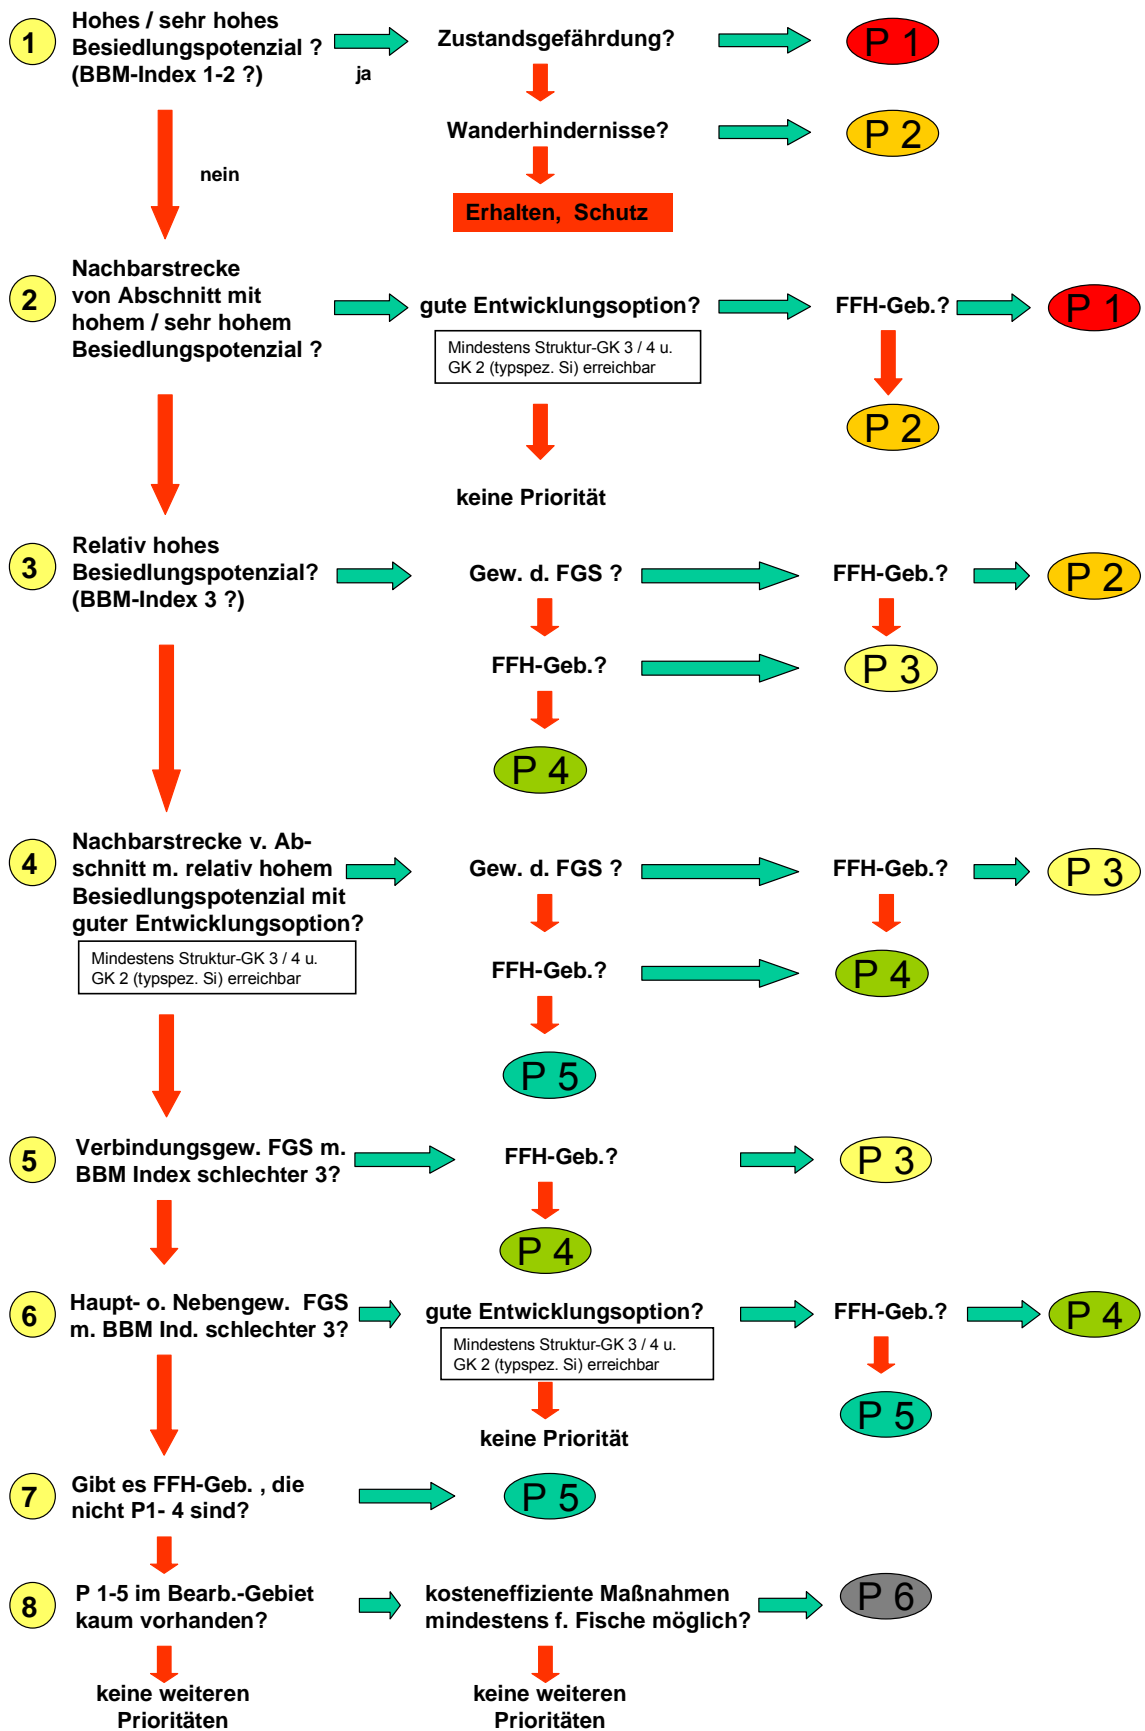 1
Hohes / sehr hohes
Besiedlungspotenzial ?
(BBM-Index 1-2 ?)
ja
Zustandsgefährdung?
P 1
Wanderhindernisse?
P 2
nein
Erhalten, Schutz
2
Nachbarstrecke
von Abschnitt mit
hohem / sehr hohem
Besiedlungspotenzial ?
gute Entwicklungsoption?
Mindestens Struktur-GK 3 / 4 u.
GK 2 (typspez. Si) erreichbar
FFH-Geb.?
P 1
P 2
keine Priorität
3
Relativ hohes
Besiedlungspotenzial?
(BBM-Index 3 ?)
Gew. d. FGS ?
FFH-Geb.?
P 2
FFH-Geb.?
P 3
P 4
4
Nachbarstrecke v. Ab-
schnitt m. relativ hohem
Besiedlungspotenzial mit
guter Entwicklungsoption?
Mindestens Struktur-GK 3 / 4 u.
GK 2 (typspez. Si) erreichbar
Gew. d. FGS ?
FFH-Geb.?
P 3
FFH-Geb.?
P 4
P 5
5
Verbindungsgew. FGS m.
BBM Index schlechter 3?
FFH-Geb.?
P 3
P 4
6
Haupt- o. Nebengew. FGS
m. BBM Ind. schlechter 3?
gute Entwicklungsoption?
Mindestens Struktur-GK 3 / 4 u.
GK 2 (typspez. Si) erreichbar
FFH-Geb.?
P 4
P 5
keine Priorität
7
Gibt es FFH-Geb. , die
nicht P1- 4 sind?
P 5
8
P 1-5 im Bearb.-Gebiet
kaum vorhanden?
kosteneffiziente Maßnahmen
mindestens f. Fische möglich?
P 6
keine weiteren
Prioritäten
keine weiteren
Prioritäten